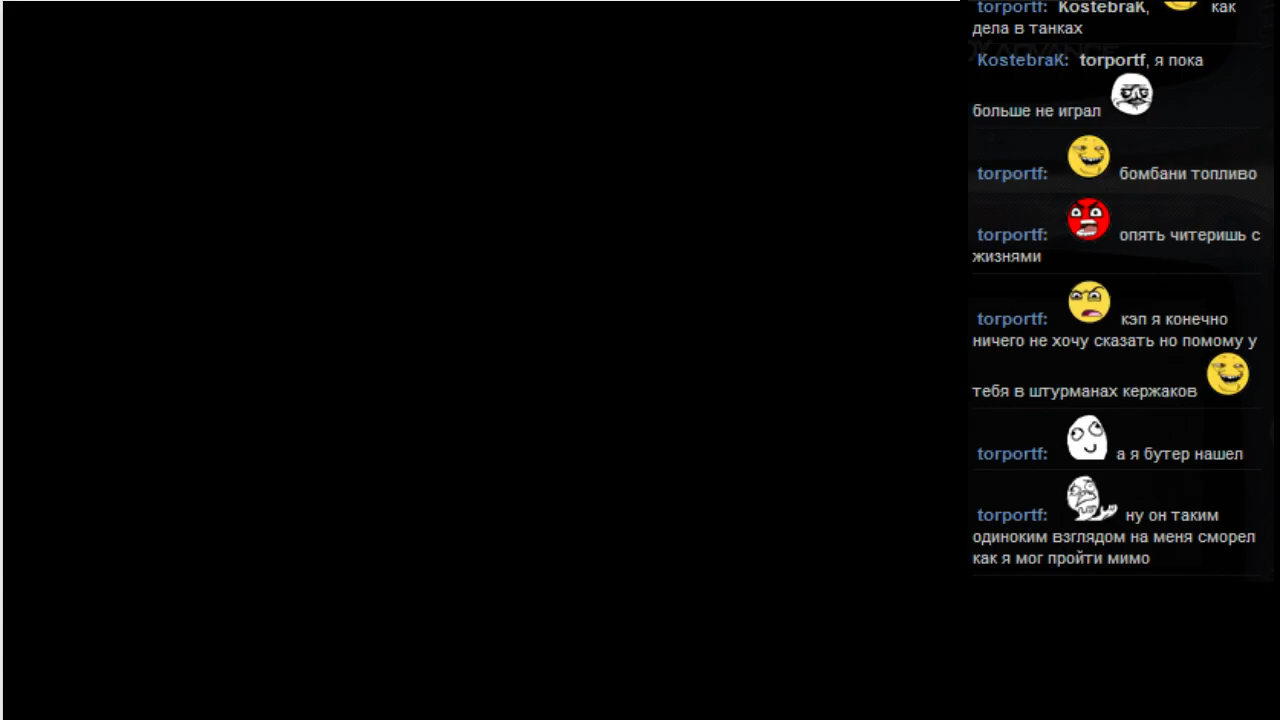 torportf: KostebraK, как
дела в танках
ADVANCE
KostebraK: torportf, я пока
больше не играл
torportf: бомбани топливо
torportf: опять читеришь с
жизнями
torportf: кэп я конечно
ничего не хочу сказать но помому у
тебя в штурманах кержаков
torportf: а я бутер нашел
torportf: ну он таким
одиноким взглядом на меня сморел
как я мог пройти мимо